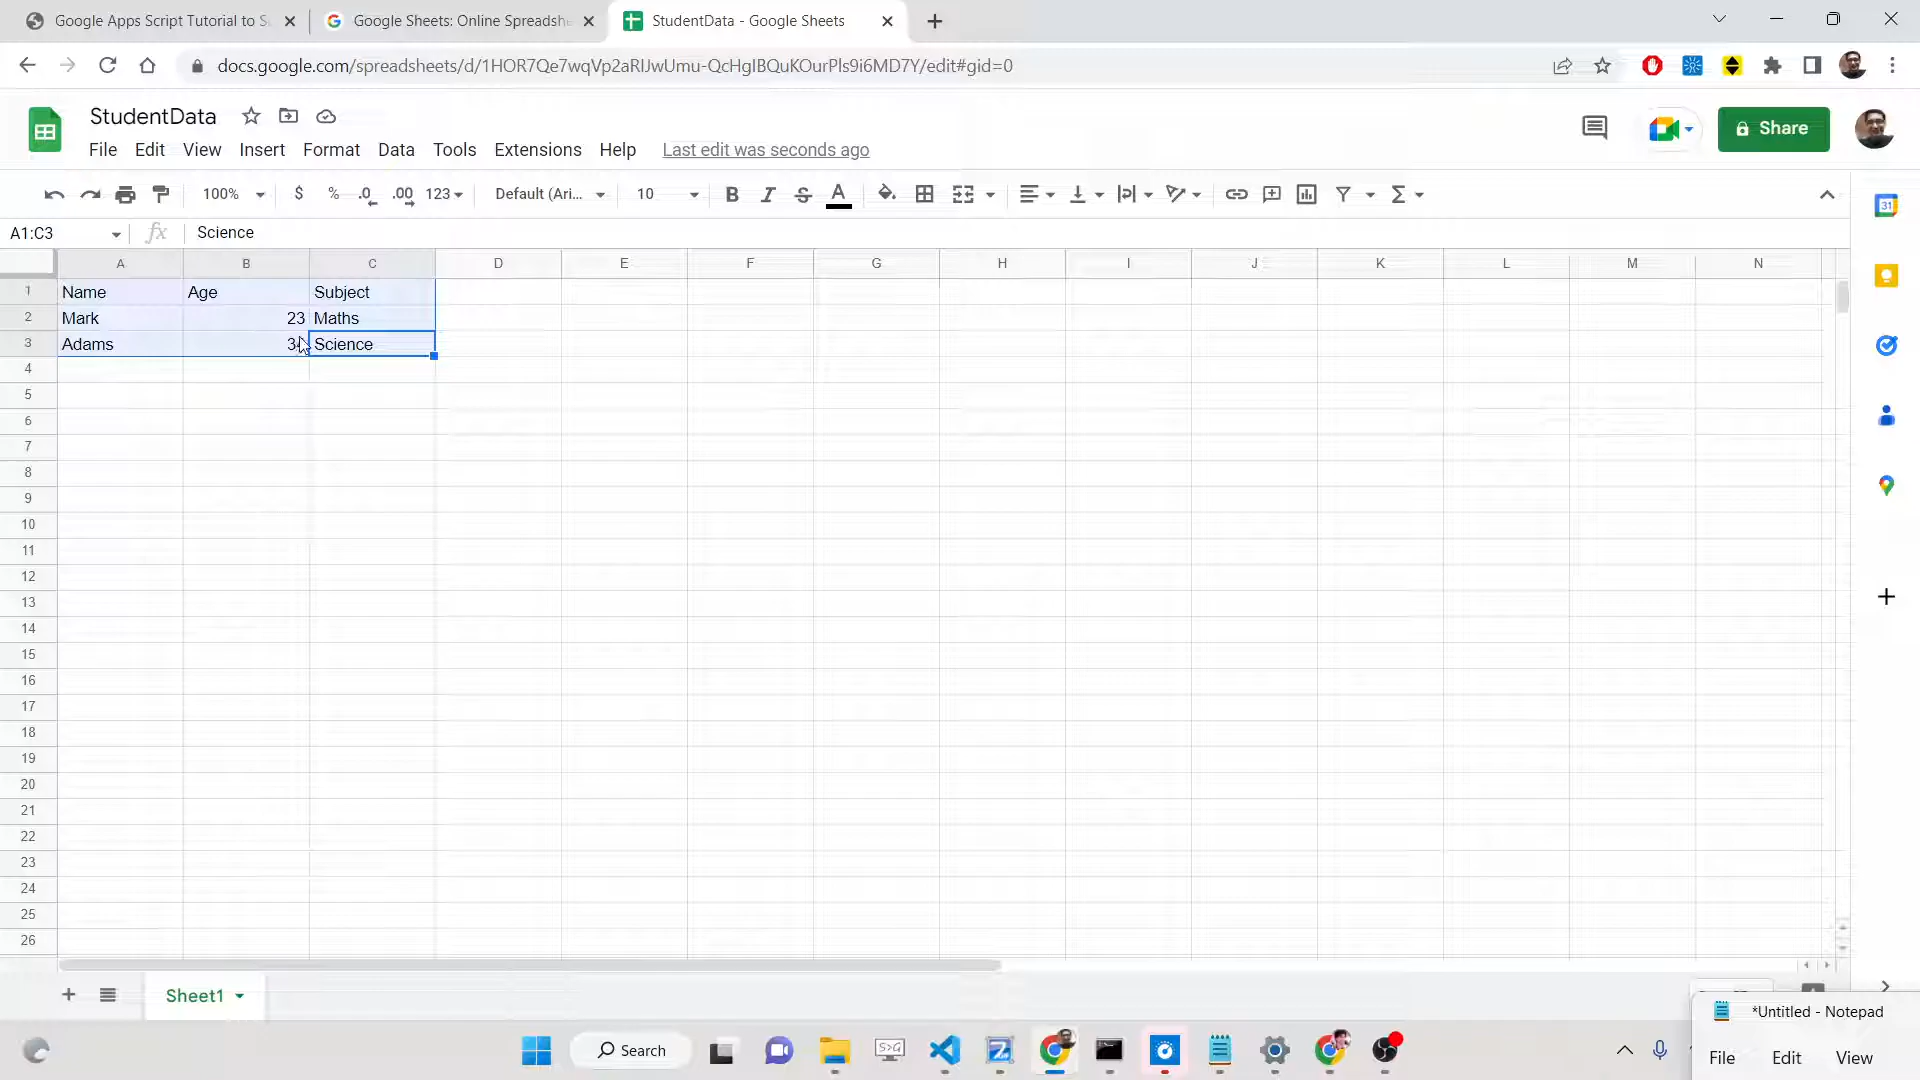 Google Apps Script Tutorial to S
Google Sheets: Online Spreadshe
StudentData - Google Sheets
docs.google.com/spreadsheets/d/1HOR7Qe7wqVp2aRIJwUmu-QcHgIBQuKOurPls9i6MD7Y/edit#gid=0
StudentData
Share
File Edit View Insert Format Data Tools Extensions Help Last edit was seconds ago
100% $ % .0 .00 123 Default (Ari... 10 B I S A
A1:C3 fx Science
A B C D E F G H I J K L M N
1 Name Age Subject
2 Mark 23 Maths
3 Adams Science
4
5
6
7
8
9
10
11
12
13
14
15
16
17
18
19
20
21
22
23
24
25
26
Sheet1
*Untitled - Notepad
Search
File Edit View